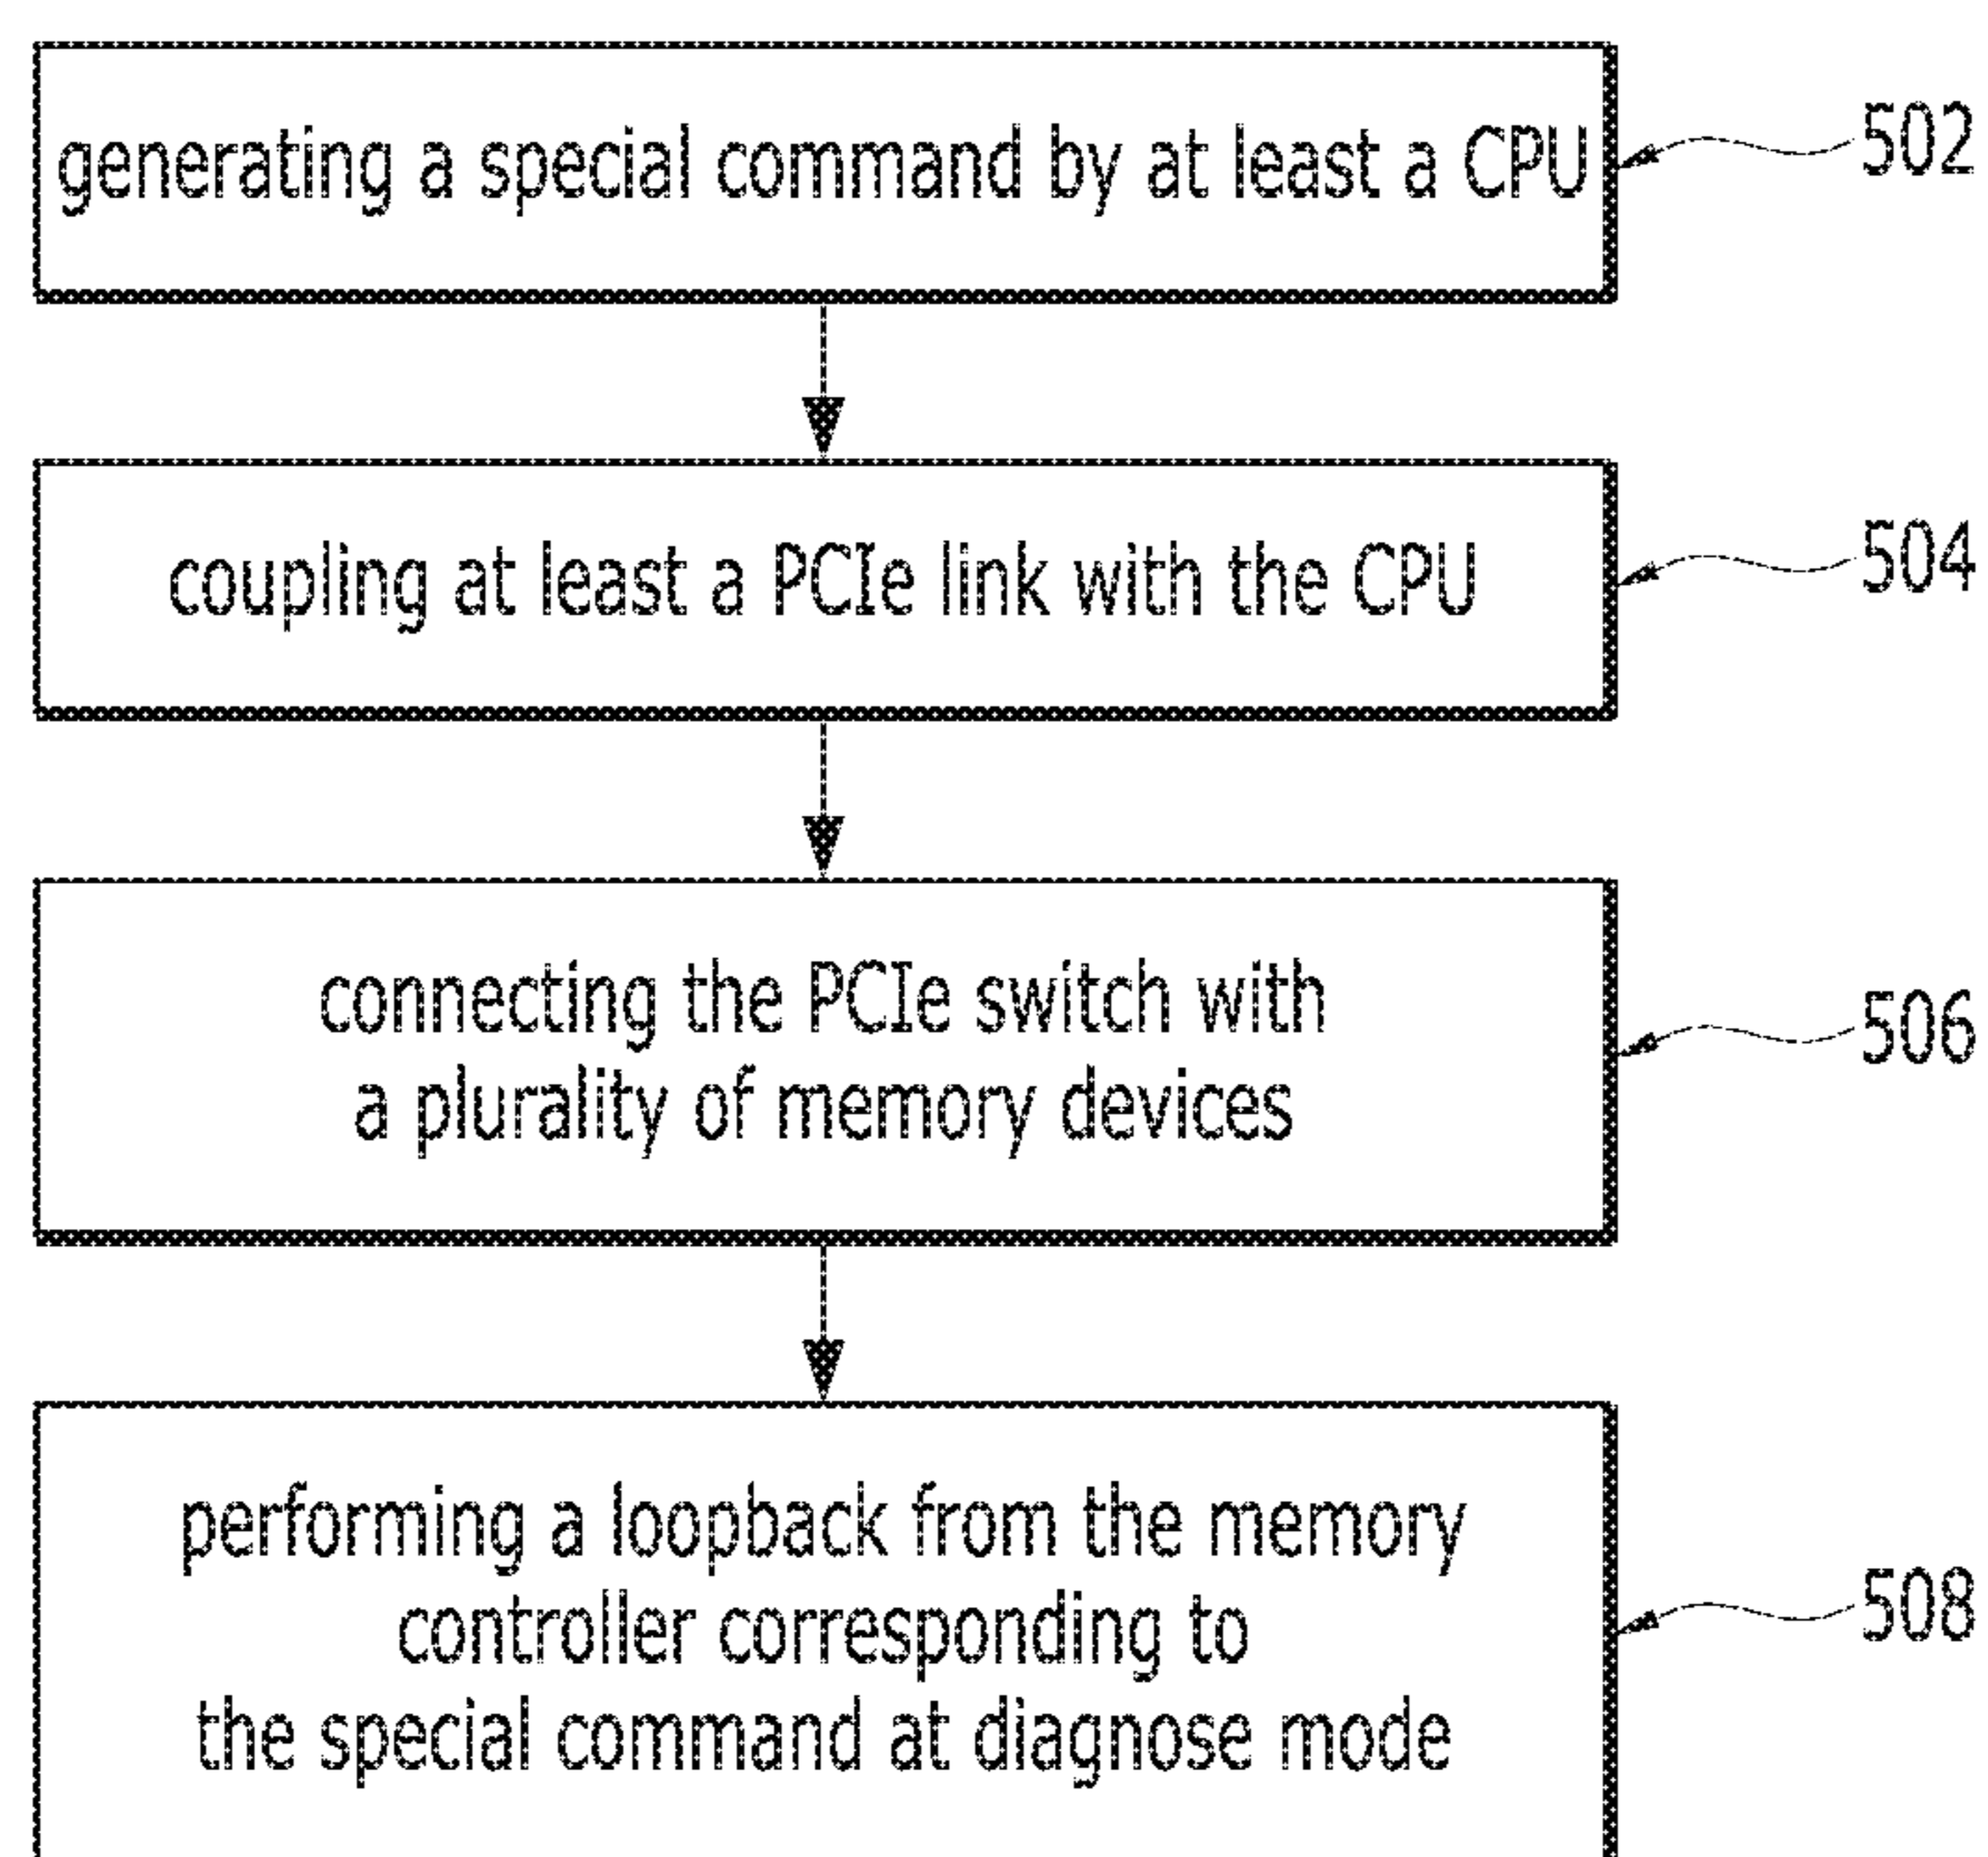 generating a special command by at least a CPU
502
coupling at least a PCIe link with the CPU
504
connecting the PCIe switch with
a plurality of memory devices
506
performing a loopback from the memory
controller corresponding to
the special command at diagnose mode
508